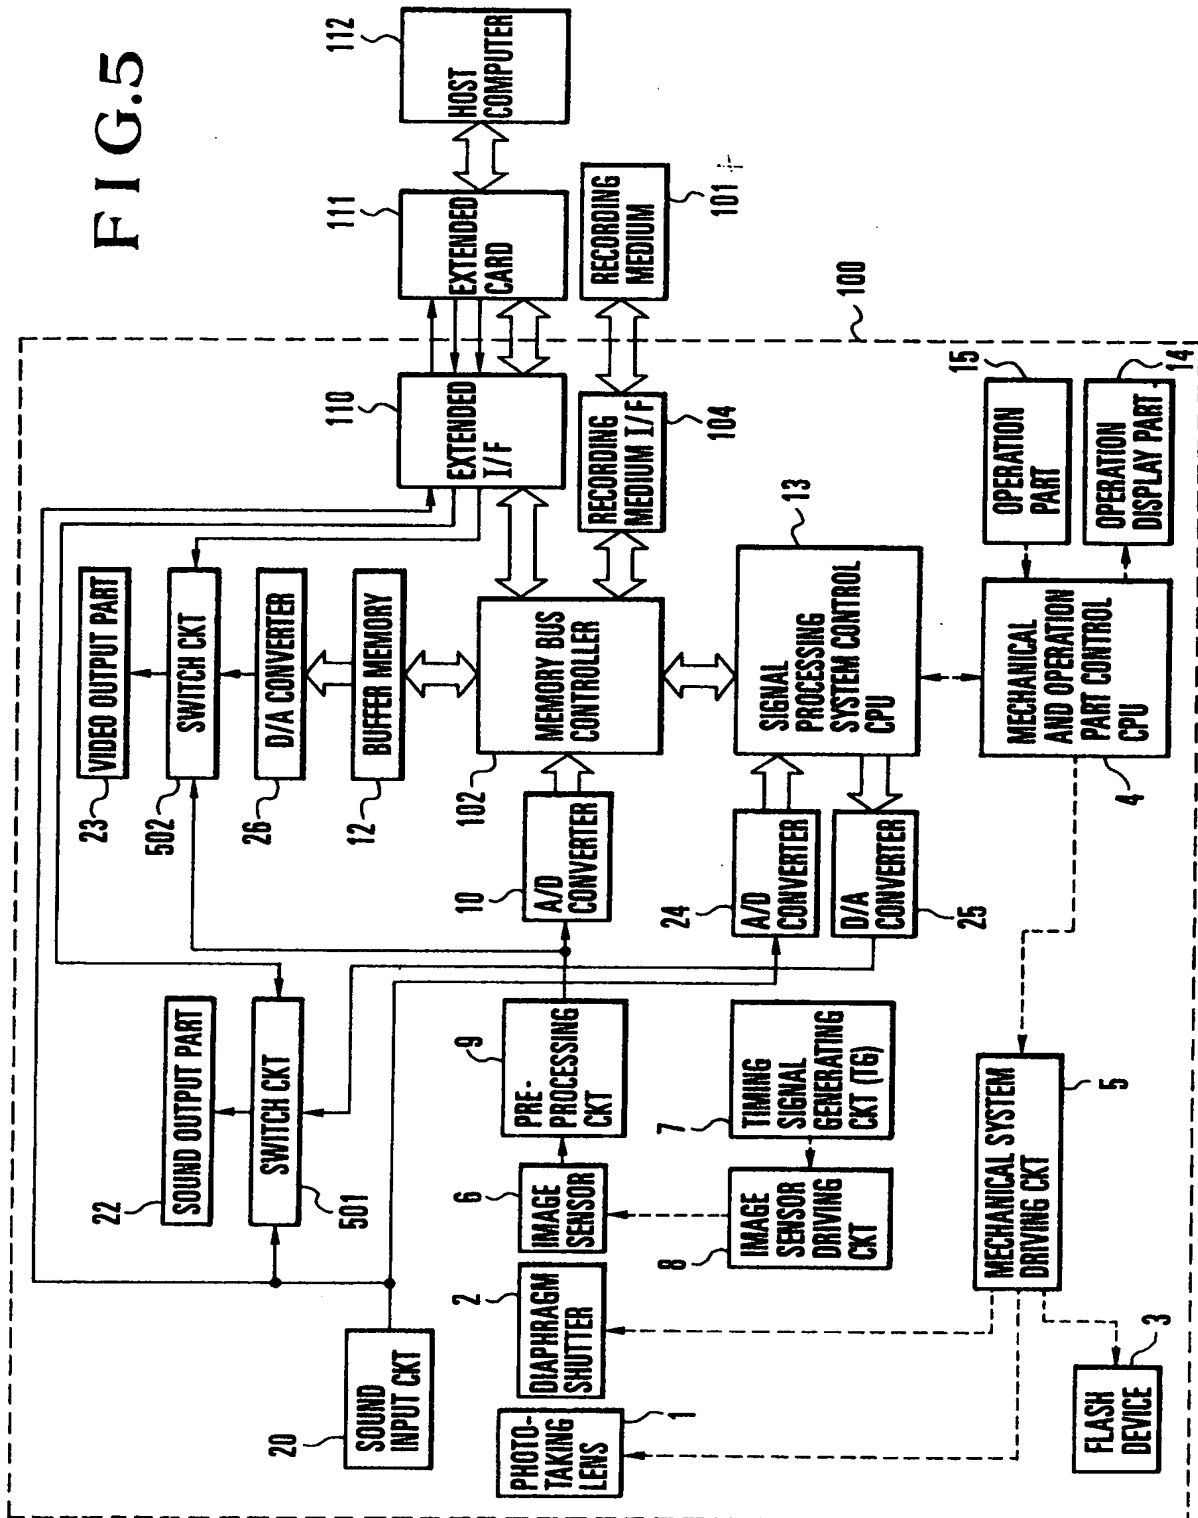 FIG.5
20
SOUND
INPUT CKT
22
SOUND OUTPUT PART
SWITCH CKT
501
23
VIDEO OUTPUT PART
502
SWITCH CKT
26
D/A CONVERTER
12
BUFFER MEMORY
110
EXTENDED
I/F
111
EXTENDED
CARD
112
HOST
COMPUTER
PHOTO-
TAKING
LENS
1
2
DIAPHRAGM
SHUTTER
6
IMAGE
SENSOR
9
PRE-
PROCESSING
CKT
10
A/D
CONVERTER
102
MEMORY BUS
CONTROLLER
RECORDING
MEDIUM I/F
104
RECORDING
MEDIUM
101
8
IMAGE
SENSOR
DRIVING
CKT
7
TIMING
SIGNAL
GENERATING
CKT (TG)
24
A/D
CONVERTER
D/A
CONVERTER
25
13
SIGNAL
PROCESSING
SYSTEM CONTROL
CPU
100
FLASH
DEVICE
3
MECHANICAL SYSTEM
DRIVING CKT
5
MECHANICAL
AND OPERATION
PART CONTROL
CPU
4
OPERATION
PART
15
OPERATION
DISPLAY PART
14